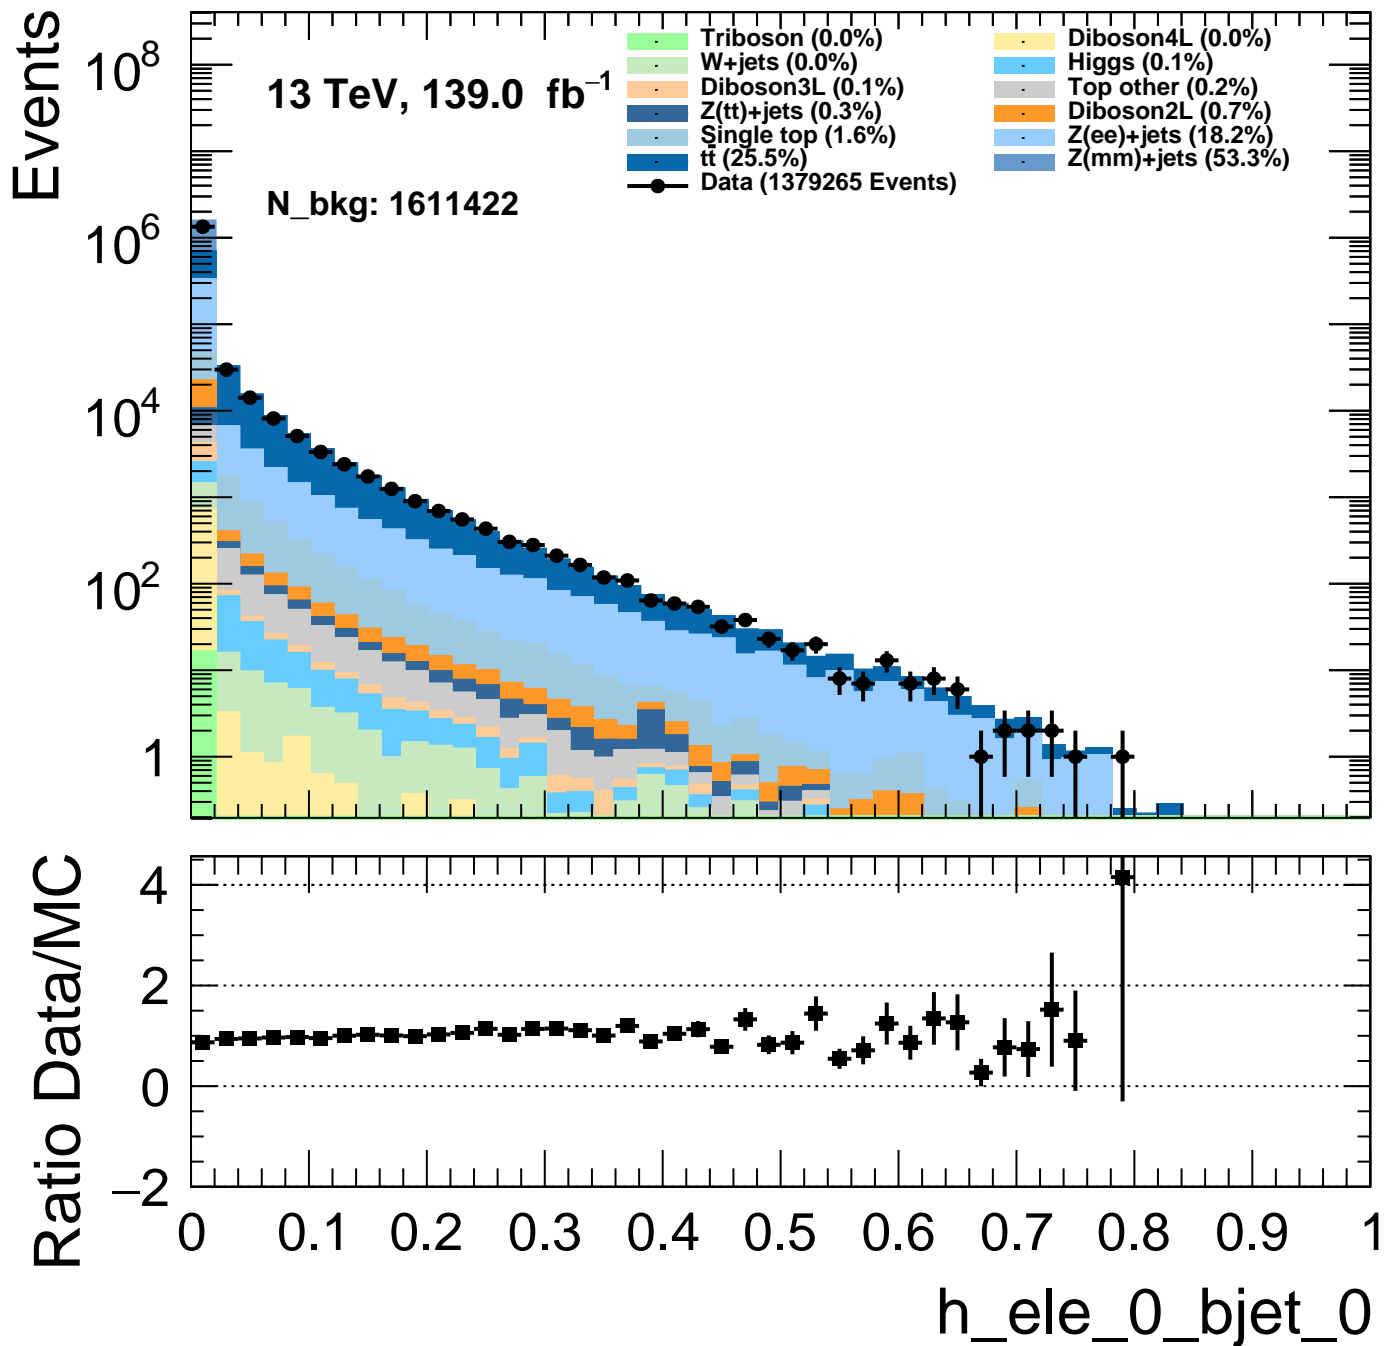 Events
10^8
10^6
10^4
10^2
1
13 TeV, 139.0 fb^−1
N_bkg: 1611422
Triboson (0.0%)
W+jets (0.0%)
Diboson3L (0.1%)
Z(tt)+jets (0.3%)
Single top (1.6%)
tt̄ (25.5%)
Data (1379265 Events)
Diboson4L (0.0%)
Higgs (0.1%)
Top other (0.2%)
Diboson2L (0.7%)
Z(ee)+jets (18.2%)
Z(mm)+jets (53.3%)
Ratio Data/MC
4
2
0
−2
0 0.1 0.2 0.3 0.4 0.5 0.6 0.7 0.8 0.9 1
h_ele_0_bjet_0